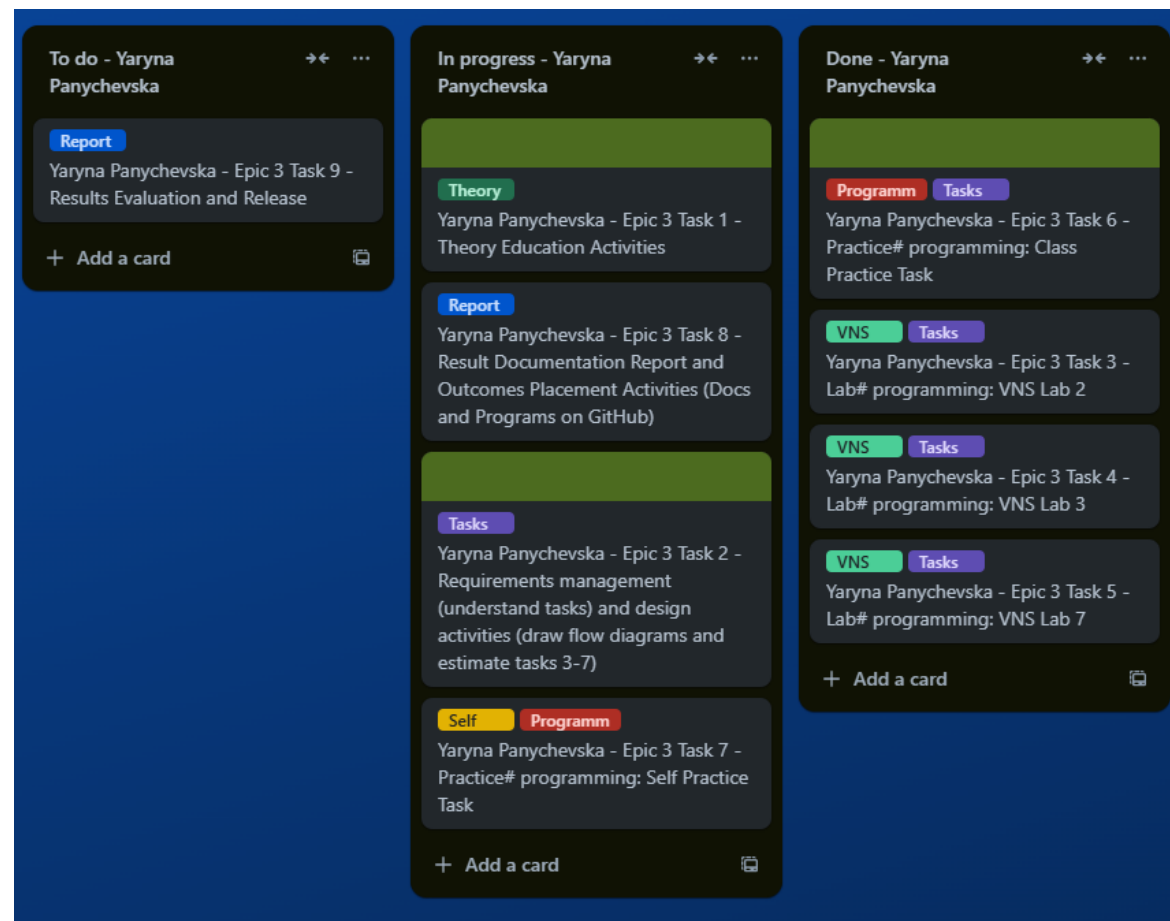 To do - Yaryna
Panychevska
Report
Yaryna Panychevska - Epic 3 Task 9 -
Results Evaluation and Release
+ Add a card
In progress - Yaryna
Panychevska
Theory
Yaryna Panychevska - Epic 3 Task 1 -
Theory Education Activities
Report
Yaryna Panychevska - Epic 3 Task 8 -
Result Documentation Report and
Outcomes Placement Activities (Docs
and Programs on GitHub)
Tasks
Yaryna Panychevska - Epic 3 Task 2 -
Requirements management
(understand tasks) and design
activities (draw flow diagrams and
estimate tasks 3-7)
Self Programm
Yaryna Panychevska - Epic 3 Task 7 -
Practice# programming: Self Practice
Task
+ Add a card
Done - Yaryna
Panychevska
Programm Tasks
Yaryna Panychevska - Epic 3 Task 6 -
Practice# programming: Class
Practice Task
VNS Tasks
Yaryna Panychevska - Epic 3 Task 3 -
Lab# programming: VNS Lab 2
VNS Tasks
Yaryna Panychevska - Epic 3 Task 4 -
Lab# programming: VNS Lab 3
VNS Tasks
Yaryna Panychevska - Epic 3 Task 5 -
Lab# programming: VNS Lab 7
+ Add a card